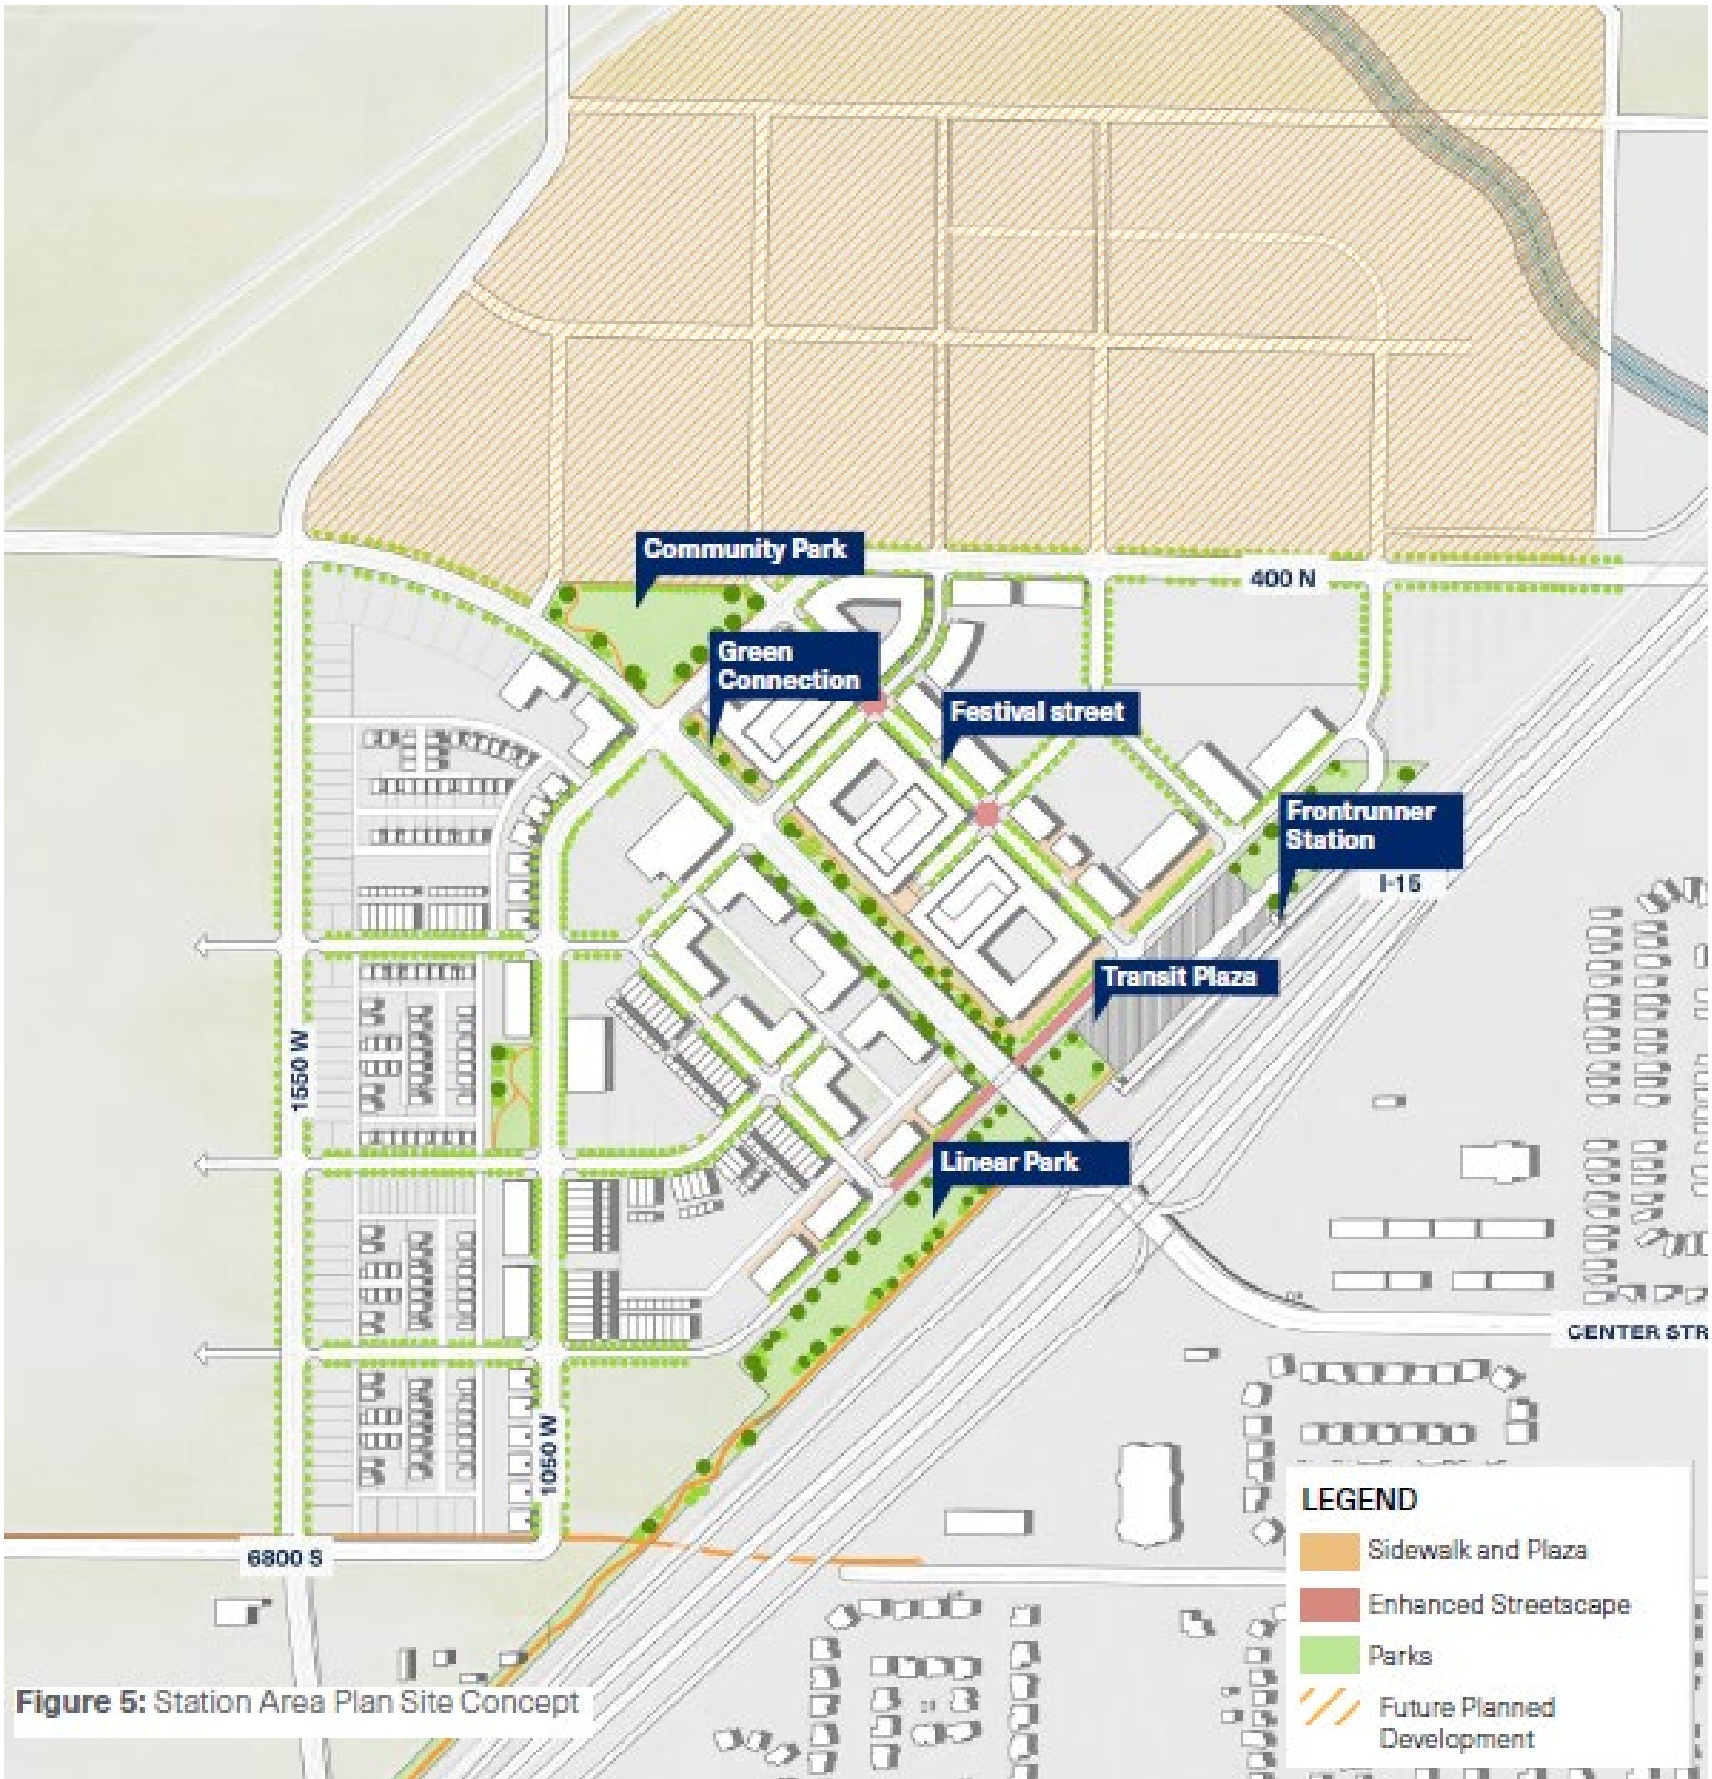 Community Park
400 N
Green
Connection
Festival street
Frontrunner
Station
I-15
Transit Plaza
1550 W
Linear Park
CENTER STR
1050 W
LEGEND
Sidewalk and Plaza
6800 S
Enhanced Streetscape
Parks
Figure 5: Station Area Plan Site Concept
Future Planned
Development